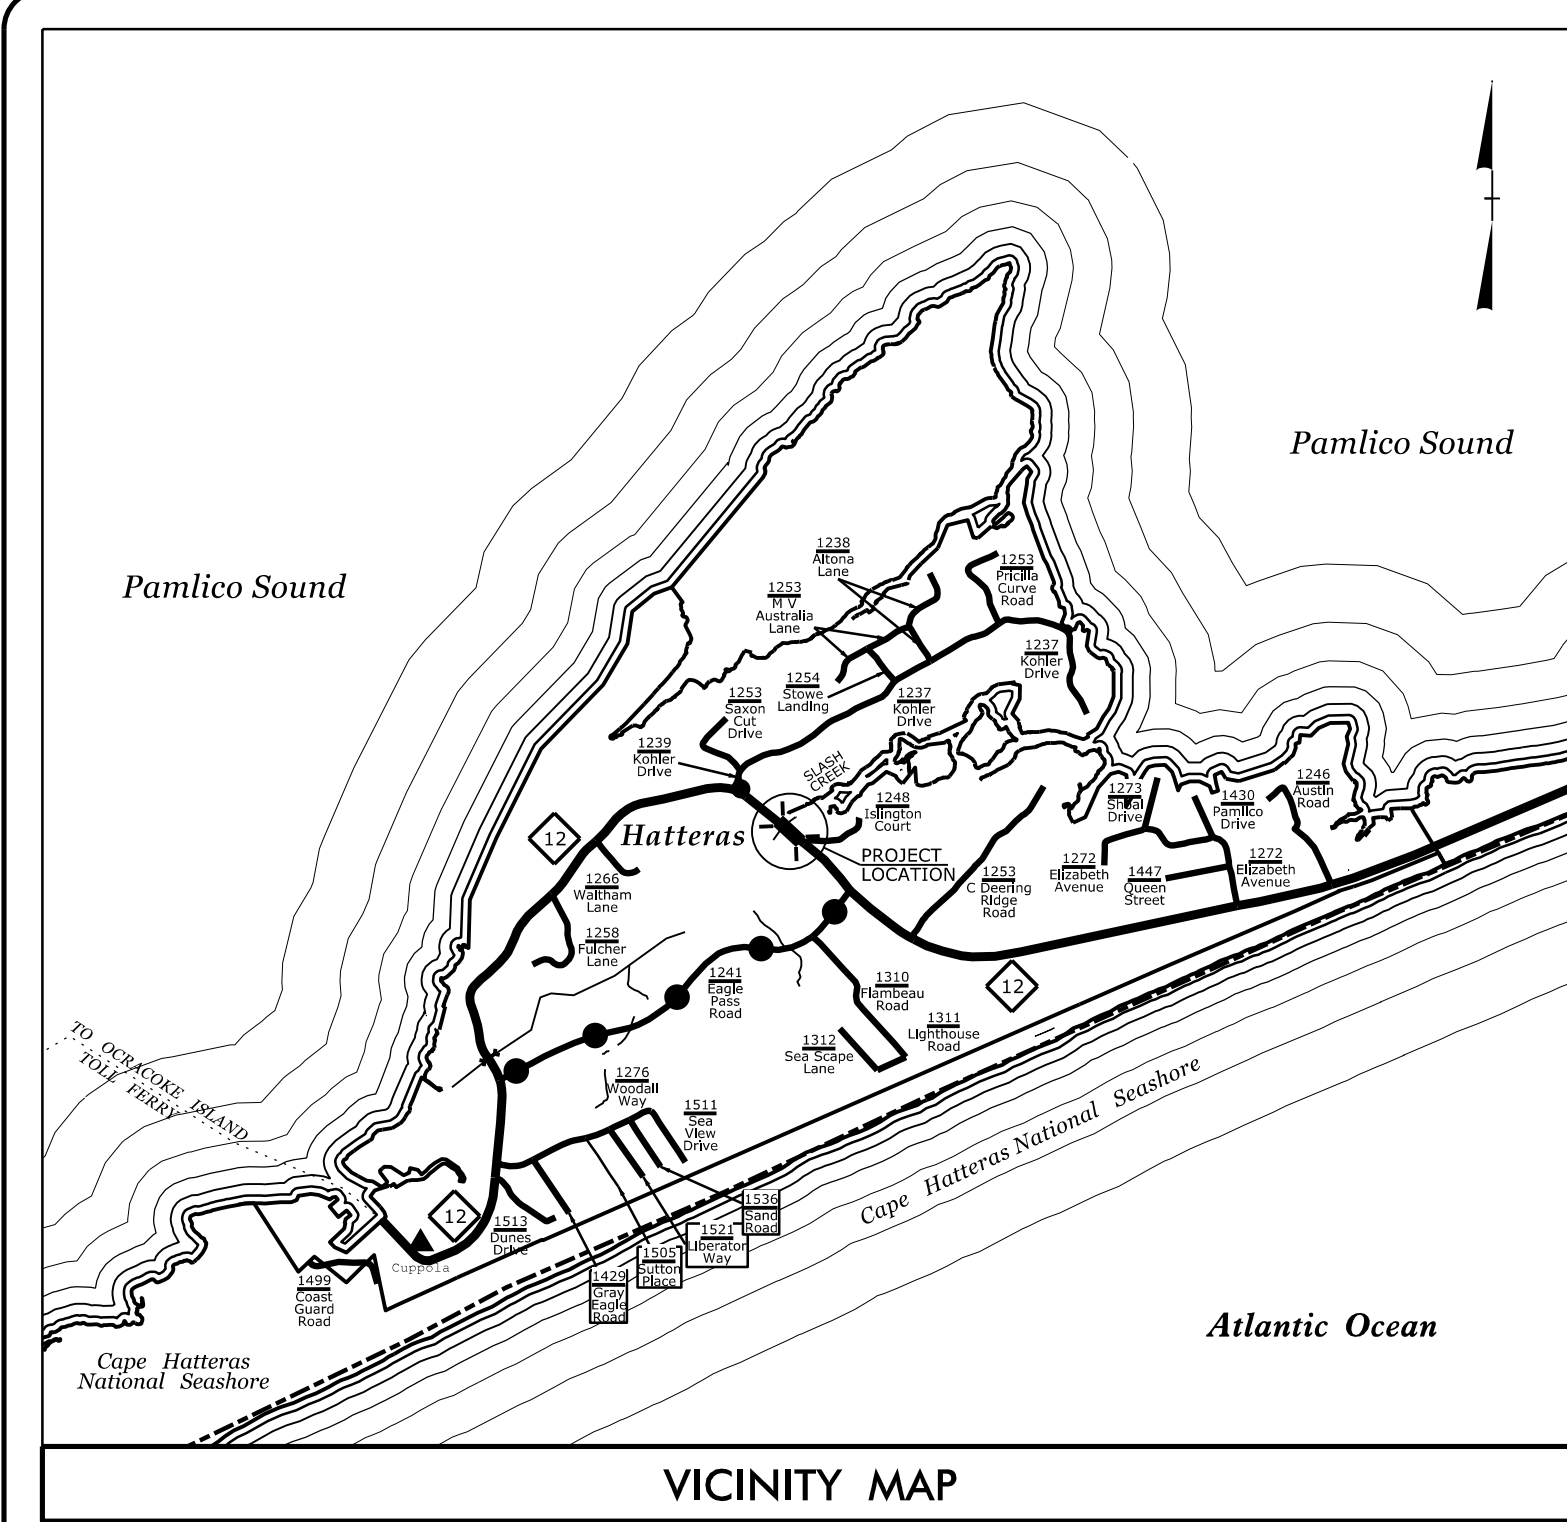 Pamlico Sound
Pamlico Sound
1238
Altona
Lane
1253
M V
Australia
Lane
1253
Pricilla
Curve
Road
1237
Kohler
Drive
1254
Stowe
Landing
1253
Saxon
Cut
Drive
1237
Kohler
Drive
1239
Kohler
Drive
SLASH
CREEK
1248
Islington
Court
1273
Shoal
Drive
1430
Pamlico
Drive
1246
Austin
Road
12
Hatteras
PROJECT
LOCATION
1266
Waltham
Lane
1253
C Deering
Ridge
Road
1272
Elizabeth
Avenue
1447
Queen
Street
1272
Elizabeth
Avenue
1258
Fulcher
Lane
1241
Eagle
Pass
Road
1310
Flambeau
Road
12
1311
Lighthouse
Road
1312
Sea Scape
Lane
TO OCRACOKE ISLAND
TOLL FERRY
1276
Woodall
Way
1511
Sea
View
Drive
Cape Hatteras National Seashore
12
1513
Dunes
Drive
1536
Sand
Road
1521
Liberator
Way
1505
Sutton
Place
1429
Gray
Eagle
Road
Cuppola
1499
Coast
Guard
Road
Atlantic Ocean
Cape Hatteras
National Seashore
VICINITY MAP